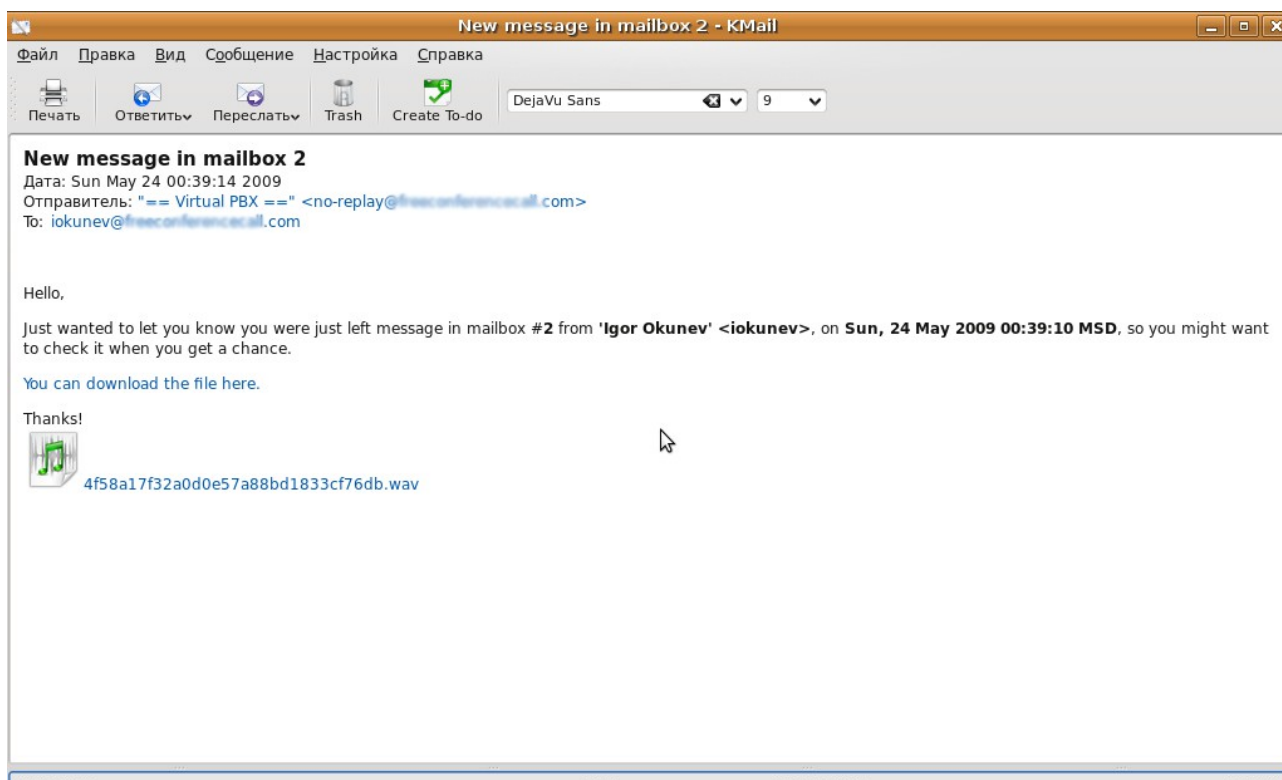 New message in mailbox 2 - KMail
Файл Правка Вид Сообщение Настройка Справка
Печать Ответить Переслать Trash Create To-do DejaVu Sans 9
New message in mailbox 2
Дата: Sun May 24 00:39:14 2009
Отправитель: "== Virtual PBX ==" <no-replay@ .com>
To: iokunev@ .com
Hello,
Just wanted to let you know you were just left message in mailbox #2 from 'Igor Okunev' <iokunev>, on Sun, 24 May 2009 00:39:10 MSD, so you might want
to check it when you get a chance.
You can download the file here.
Thanks!
4f58a17f32a0d0e57a88bd1833cf76db.wav